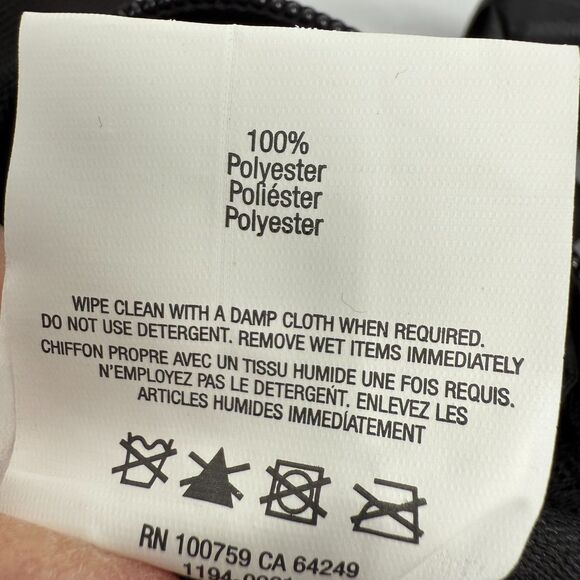 100%
Polyester
Poliéster
Polyester
WIPE CLEAN WITH A DAMP CLOTH WHEN REQUIRED.
DO NOT USE DETERGENT. REMOVE WET ITEMS IMMEDIATELY
CHIFFON PROPRE AVEC UN TISSU HUMIDE UNE FOIS REQUIS.
N'EMPLOYEZ PAS LE DETERGEŃT. ENLEVEZ LES
ARTICLES HUMIDES IMMEDÍATEMENT
RN 100759 CA 64249